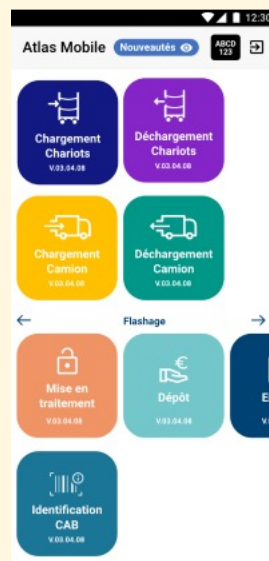 12:30
Atlas Mobile Nouveautés ABCD
123
Chargement
Chariots
V.03.04.08
Déchargement
Chariots
V.03.04.08
Chargement
Camion
V.03.04.08
Déchargement
Camion
V.03.04.08
Flashage
Mise en
traitement
V.03.04.08
€
Dépôt
V.03.04.08
Identification
CAB
V.03.04.08